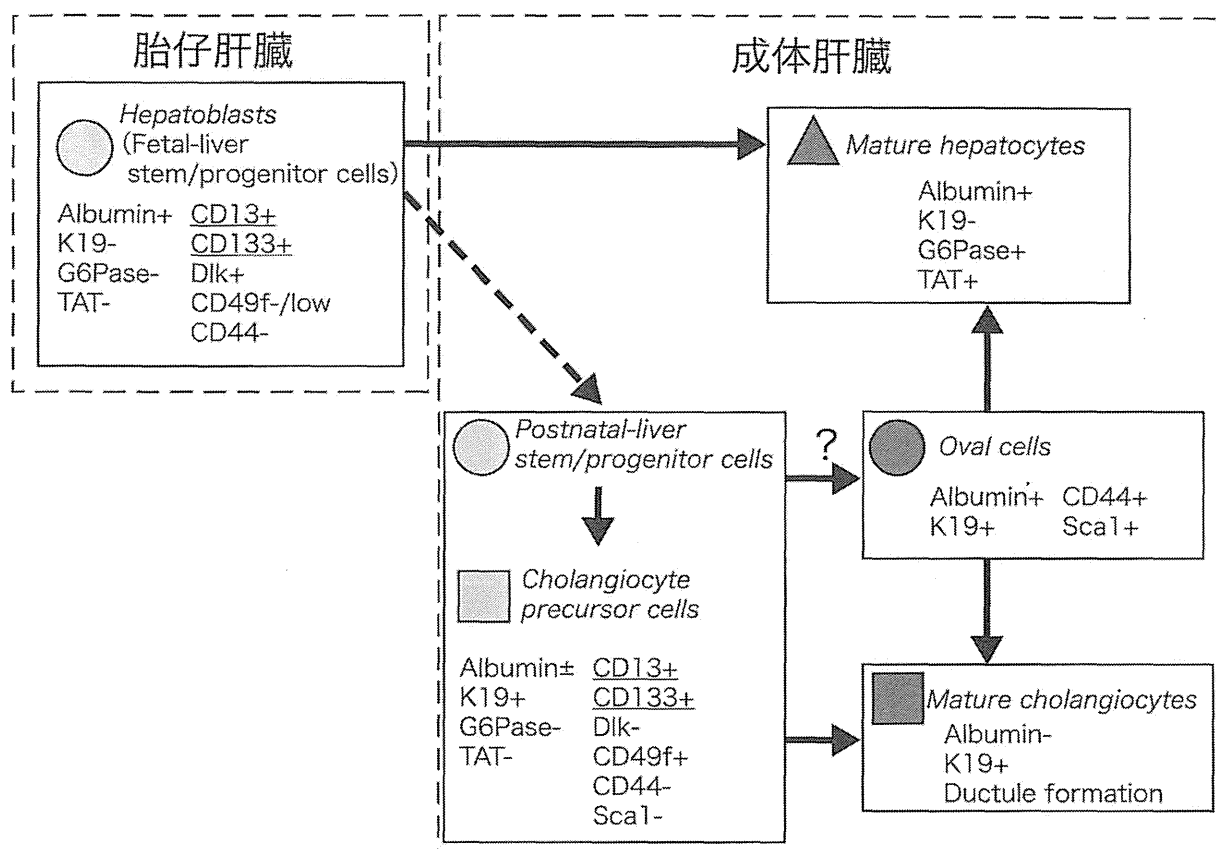 胎仔肝臓
Hepatoblasts
(Fetal-liver
stem/progenitor cells)
Albumin+ CD13+
K19- CD133+
G6Pase- Dlk+
TAT- CD49f-/low
CD44-
成体肝臓
Mature hepatocytes
Albumin+
K19-
G6Pase+
TAT+
Postnatal-liver
stem/progenitor cells
Cholangiocyte
precursor cells
Albumin± CD13+
K19+ CD133+
G6Pase- Dlk-
TAT- CD49f+
CD44-
Sca1-
?
Oval cells
Albumin+ CD44+
K19+ Sca1+
Mature cholangiocytes
Albumin-
K19+
Ductule formation